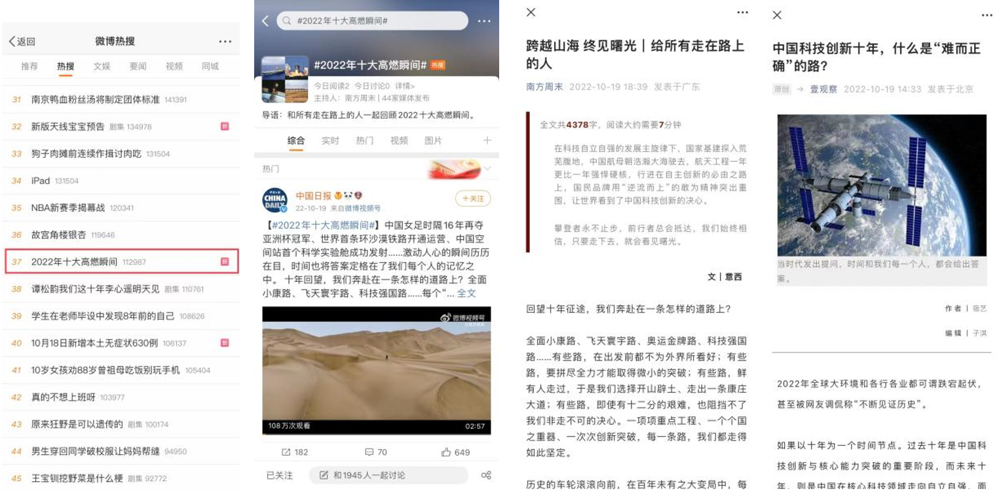 返回
微博热搜
推荐 热搜 文娱 要闻 视频 同城
31 南京鸭血粉丝汤将制定团体标准 141391
32 新版天线宝宝预告 剧集 134978 新
33 狗子肉摊前连续作揖讨肉吃 131504
34 iPad 131504
35 NBA新赛季揭幕战 120341
36 故宫角楼银杏 119646
37 2022年十大高燃瞬间 112987 新
38 谭松韵我们这十年李心遥明天见 剧集 110761
39 学生在老师毕设中发现8年前的自己 108626
40 10月18日新增本土无症状630例 106137 新
41 10岁女孩劝88岁曾祖母吃饭别玩手机 105404
42 真的不想上班呀 103977
43 原来狂野是可以遗传的 剧集 100174
44 男生穿回同学破校服让妈妈帮缝 94950
45 王宝钏挖野菜是什么梗 剧集 92772
#2022年十大高燃瞬间#
#2022年十大高燃瞬间# 热搜
今日阅读2 今日讨论0 详情>
主持人：南方周末 | 44家媒体发布
导语：和所有走在路上的人一起回顾2022十大高燃瞬间。
综合 实时 热门 视频 图片
热门
CHINA DAILY
中国日报
+关注
22-10-19 来自微博视频号
【#2022年十大高燃瞬间#】中国女足时隔16年再夺
亚洲杯冠军、世界首条环沙漠铁路开通运营、中国空
间站首个科学实验舱成功发射……激动人心的瞬间历历
在目，时间也将答案定格在了我们每个人的记忆之
中。 十年回望，我们奔赴在一条怎样的道路上？全面
小康路、飞天寰宇路、科技强国路……每个“... 全文
微博视频号
108万次观看 02:57
182 70 649
已关注 和1945人一起讨论
跨越山海 终见曙光｜给所有走在路上
的人
南方周末 2022-10-19 18:39 发表于广东
全文共4378字，阅读大约需要7分钟
在科技自立自强的发展主旋律下，国家基建探入荒
芜腹地，中国航母朝浩瀚大海驶去，航天工程一年
更比一年强悍硬核，行进在自主创新的必由之路
上，国民品牌用“逆流而上”的敢为精神突出重
围，让世界看到了中国科技创新的决心。
攀登者永不止步，前行者总会抵达，我们始终相
信，只要走下去，就会看见曙光。
文 | 意西
回望十年征途，我们奔赴在一条怎样的道路上？
全面小康路、飞天寰宇路、奥运金牌路、科技强国
路……有些路，在出发前都不为外界所看好；有些
路，要拼尽全力才能取得微小的突破；有些路，鲜
有人走过，于是我们选择开山辟土、走出一条康庄
大道；有些路，即使有十二分的艰难，也阻挡不了
我们非走不可的决心。一项项重点工程、一个个国
之重器、一次次创新突破，每一条路，我们都走得
如此坚定。
历史的车轮滚滚向前，在百年未有之大变局中，每
中国科技创新十年，什么是“难而正
确”的路？
原创 → 壹观察 2022-10-19 14:33 发表于北京
当时代发出提问，时间和我们每一个人，都会给出答
案。
作者 | 宿艺
编辑 | 子淇
2022年全球大环境和各行各业都可谓跌宕起伏，
甚至被网友调侃称“不断见证历史”。
如果以十年为一个时间节点。过去十年是中国科
技创新与核心能力突破的重要阶段，而未来十
年，则是中国在核心科技领域走向自立自强、面